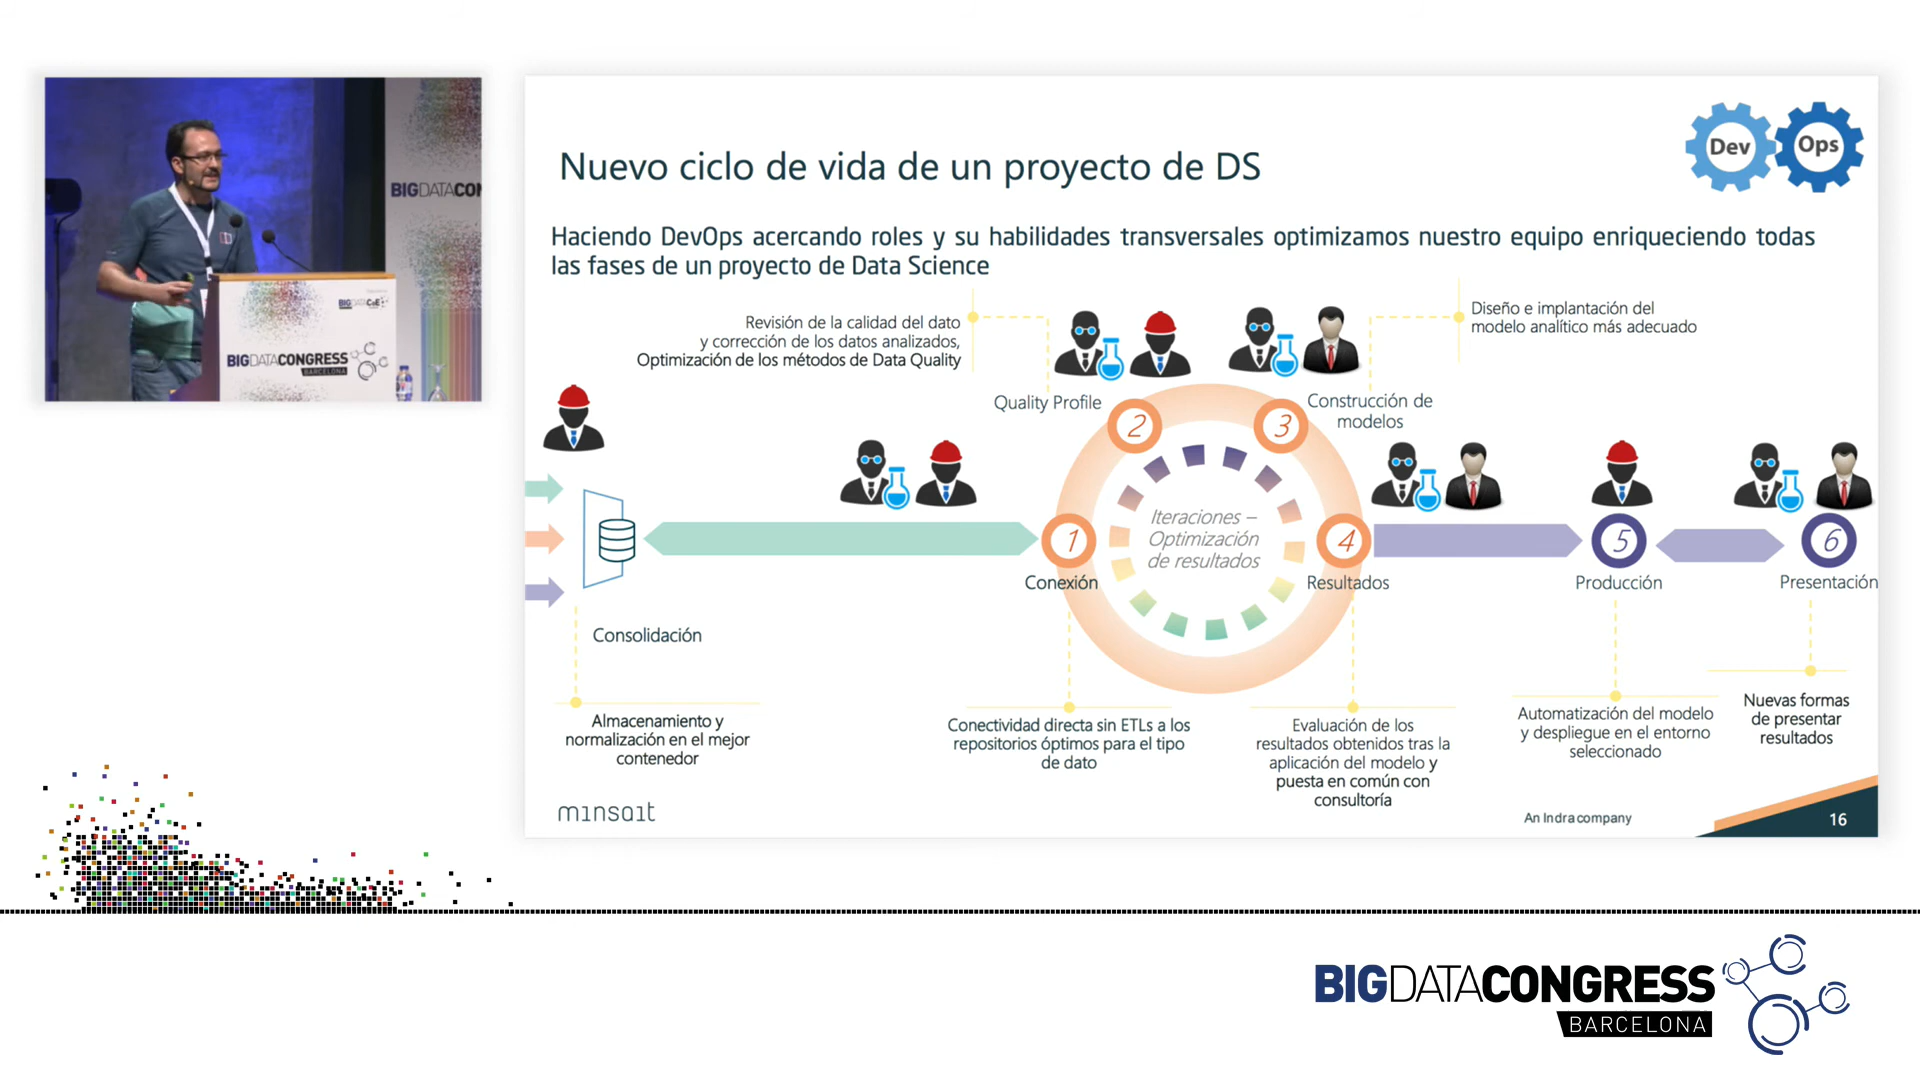 BIGDATACON
BIGDATACOE
BIGDATACONGRESS
BARCELONA
Dev Ops
Nuevo ciclo de vida de un proyecto de DS
Haciendo DevOps acercando roles y su habilidades transversales optimizamos nuestro equipo enriqueciendo todas
las fases de un proyecto de Data Science
Revisión de la calidad del dato
y corrección de los datos analizados,
Optimización de los métodos de Data Quality
Diseño e implantación del
modelo analítico más adecuado
Quality Profile
2
3
Construcción de
modelos
Iteraciones –
Optimización
de resultados
1
Conexión
4
Resultados
5
Producción
6
Presentación
Consolidación
Almacenamiento y
normalización en el mejor
contenedor
Conectividad directa sin ETLs a los
repositorios óptimos para el tipo
de dato
Evaluación de los
resultados obtenidos tras la
aplicación del modelo y
puesta en común con
consultoría
Automatización del modelo
y despliegue en el entorno
seleccionado
Nuevas formas
de presentar
resultados
minsait
An Indra company
16
BIGDATACONGRESS
BARCELONA